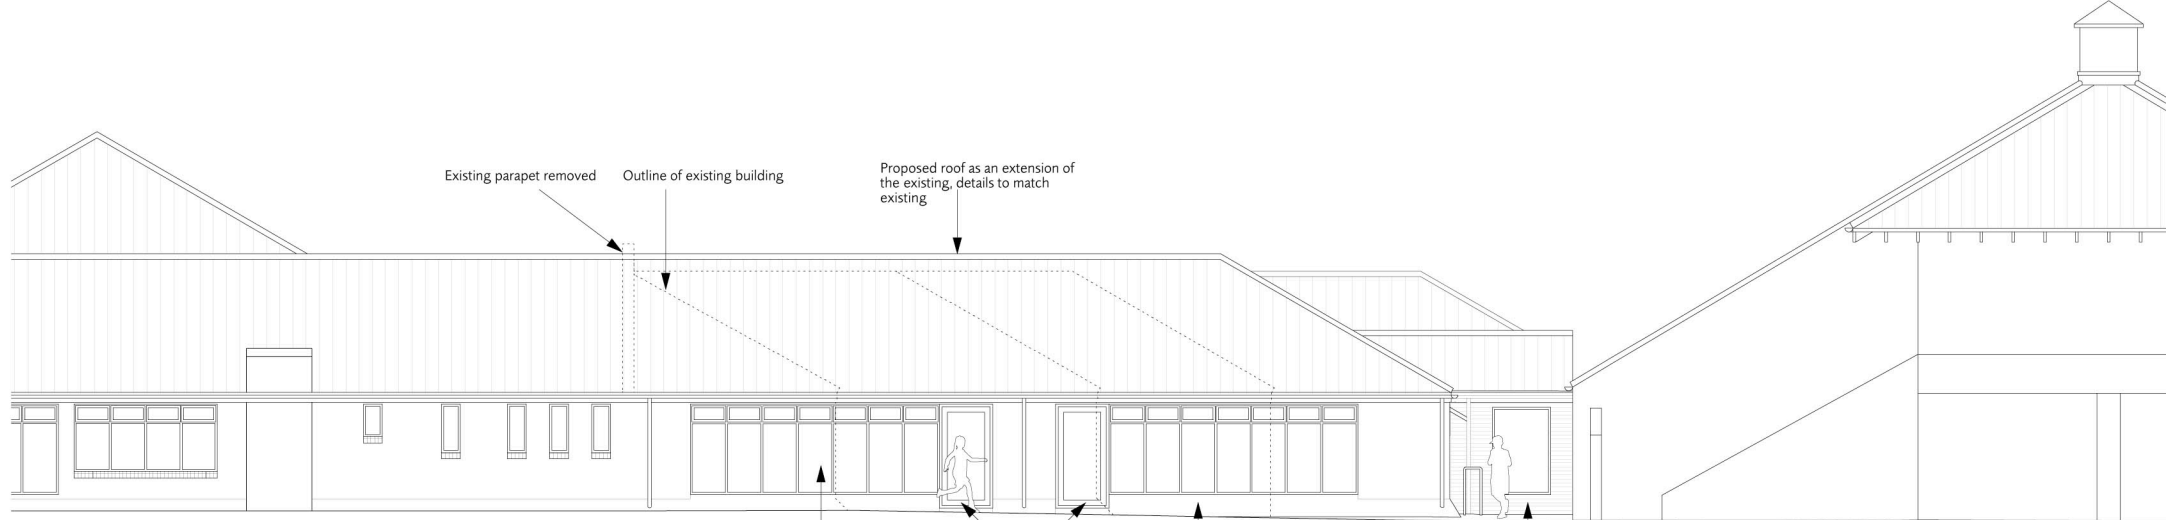 Existing parapet removed
Outline of existing building
Proposed roof as an extension of
the existing, details to match
existing